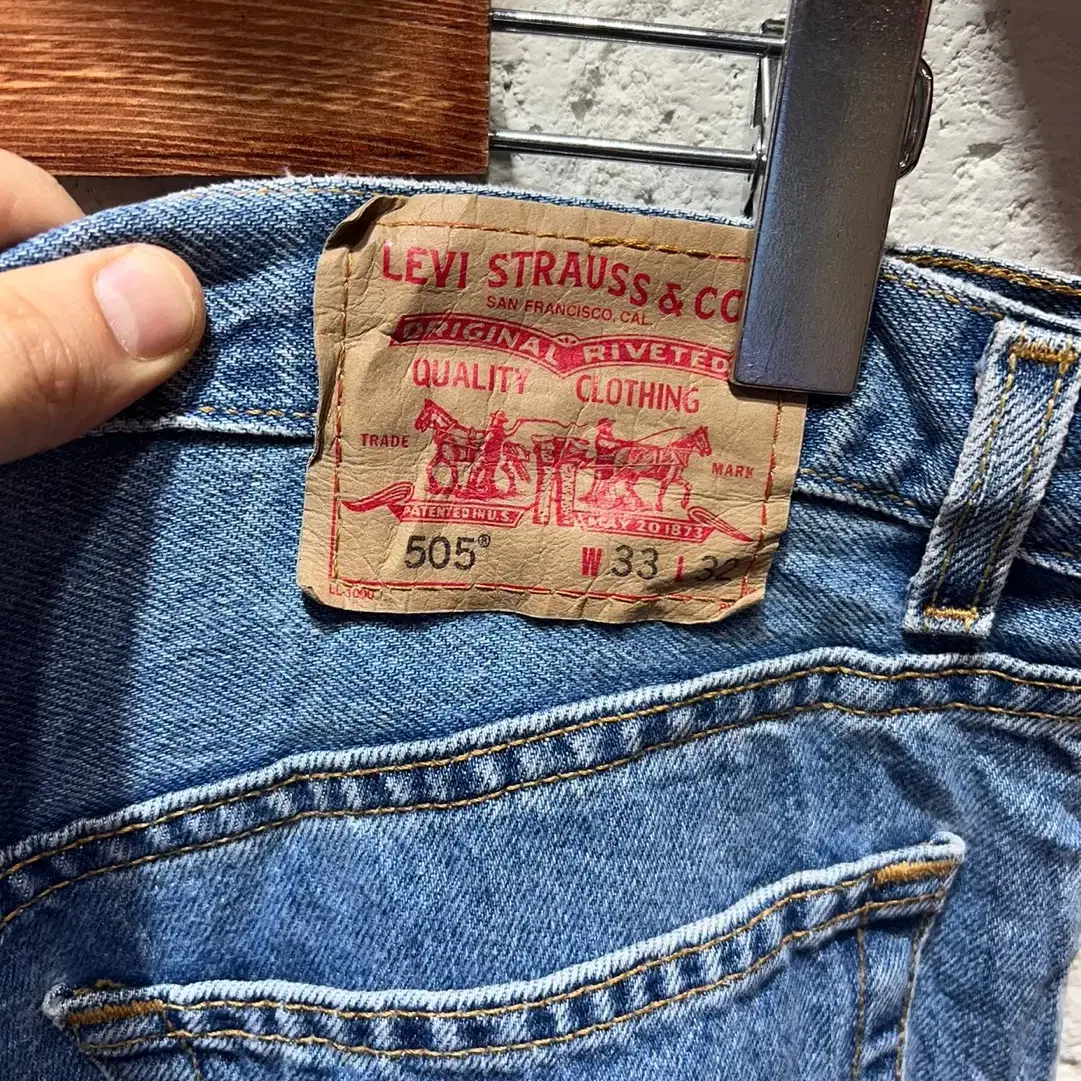 LEVI STRAUSS & CO
SAN FRANCISCO, CAL.
ORIGINAL RIVETED
QUALITY CLOTHING
TRADE MARK
PATENTED IN U.S.
MAY 20 1873
505® W 33 L 32